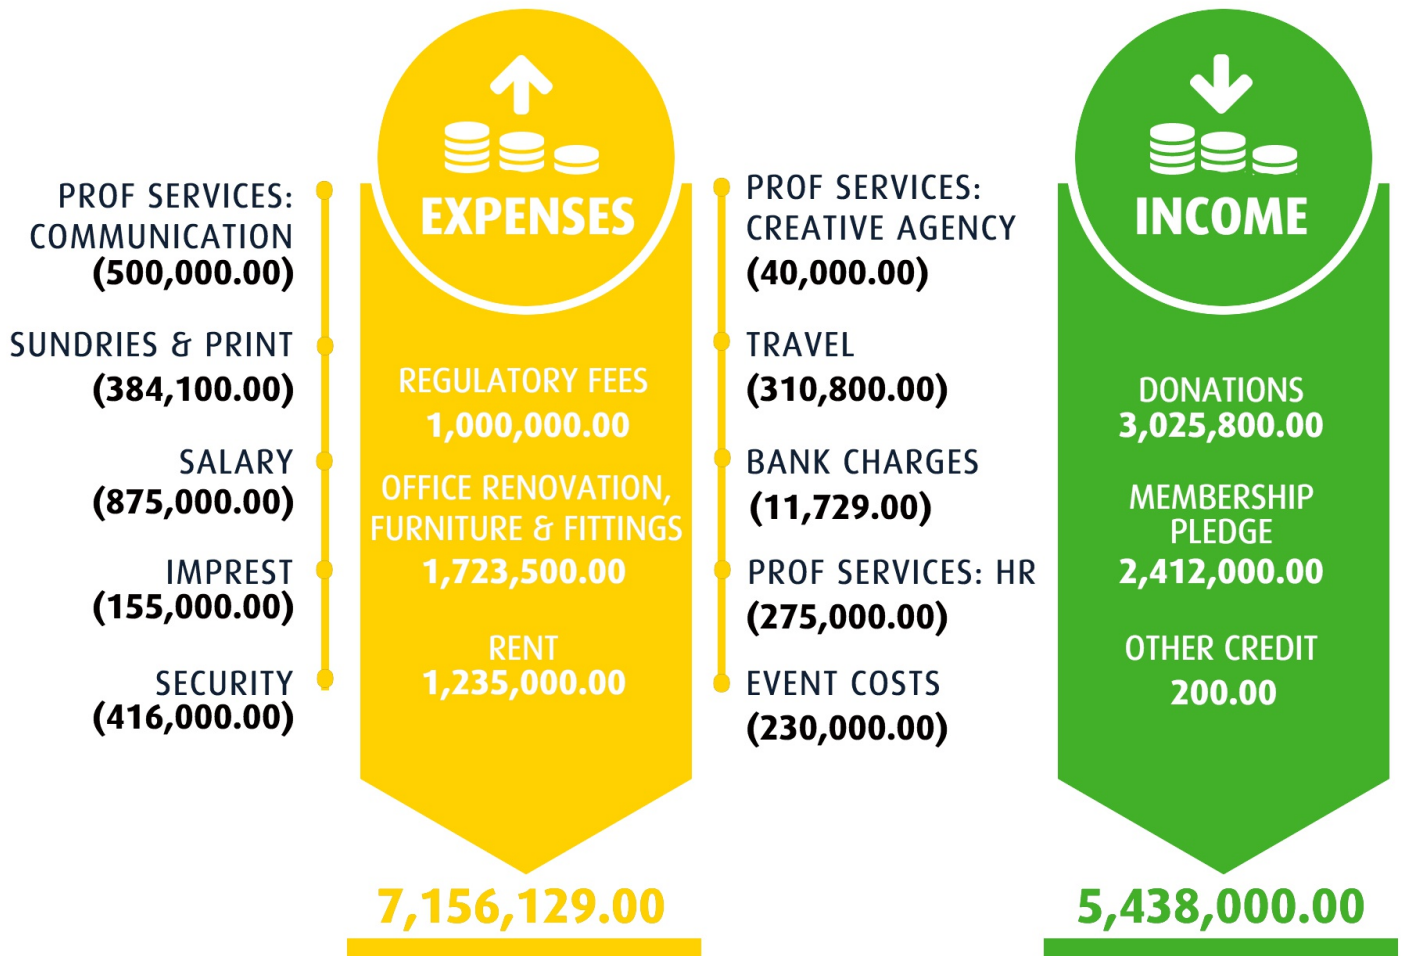 PROF SERVICES:
COMMUNICATION
(500,000.00)
SUNDRIES & PRINT
(384,100.00)
SALARY
(875,000.00)
IMPREST
(155,000.00)
SECURITY
(416,000.00)
EXPENSES
REGULATORY FEES
1,000,000.00
OFFICE RENOVATION,
FURNITURE & FITTINGS
1,723,500.00
RENT
1,235,000.00
7,156,129.00
PROF SERVICES:
CREATIVE AGENCY
(40,000.00)
TRAVEL
(310,800.00)
BANK CHARGES
(11,729.00)
PROF SERVICES: HR
(275,000.00)
EVENT COSTS
(230,000.00)
INCOME
DONATIONS
3,025,800.00
MEMBERSHIP
PLEDGE
2,412,000.00
OTHER CREDIT
200.00
5,438,000.00